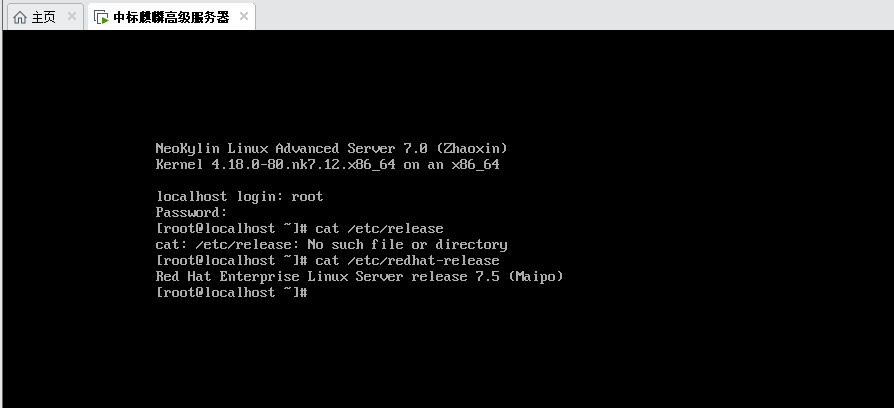 主页
中标麒麟高级服务器
NeoKylin Linux Advanced Server 7.0 (Zhaoxin)
Kernel 4.18.0-80.nk7.12.x86_64 on an x86_64
localhost login: root
Password:
[root@localhost ~]# cat /etc/release
cat: /etc/release: No such file or directory
[root@localhost ~]# cat /etc/redhat-release
Red Hat Enterprise Linux Server release 7.5 (Maipo)
[root@localhost ~]#